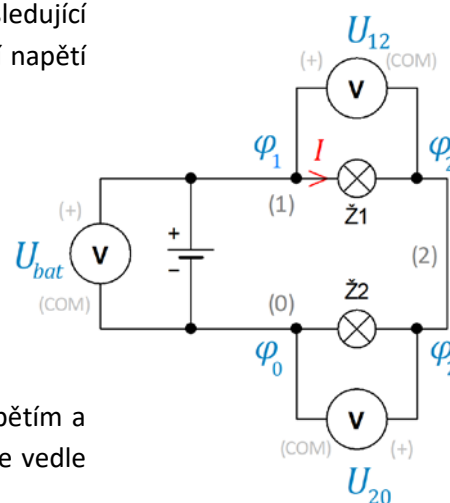 sledující
í napětí
U12
(+)
(COM)
V
φ1
I
φ2
(1)
Ž1
(+)
Ubat
V
(COM)
+
−
(2)
(0)
Ž2
φ0
φ2
V
(COM)
(+)
U20
pětím a
e vedle